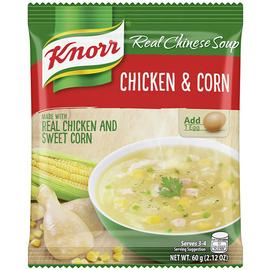 Knorr
Real Chinese Soup
CHICKEN & CORN
MADE WITH
REAL CHICKEN AND
SWEET CORN
Add
1 Egg
Serves 3-4
Serving Suggestion
NET WT. 60 g (2.12 OZ)